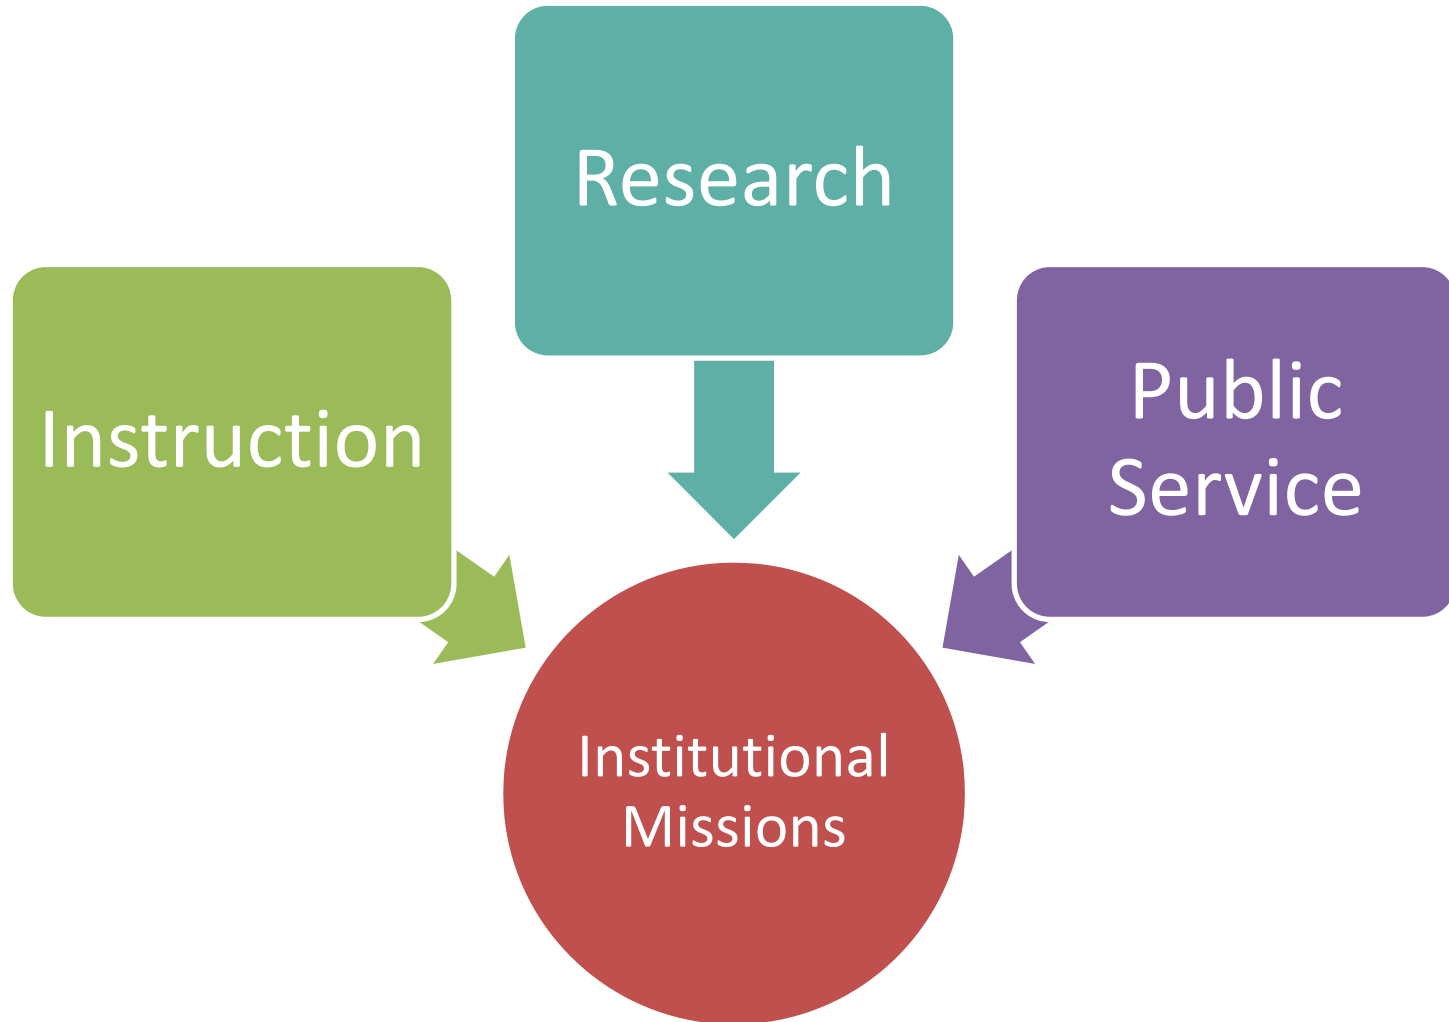 Research
Instruction
Public
Service
Institutional
Missions